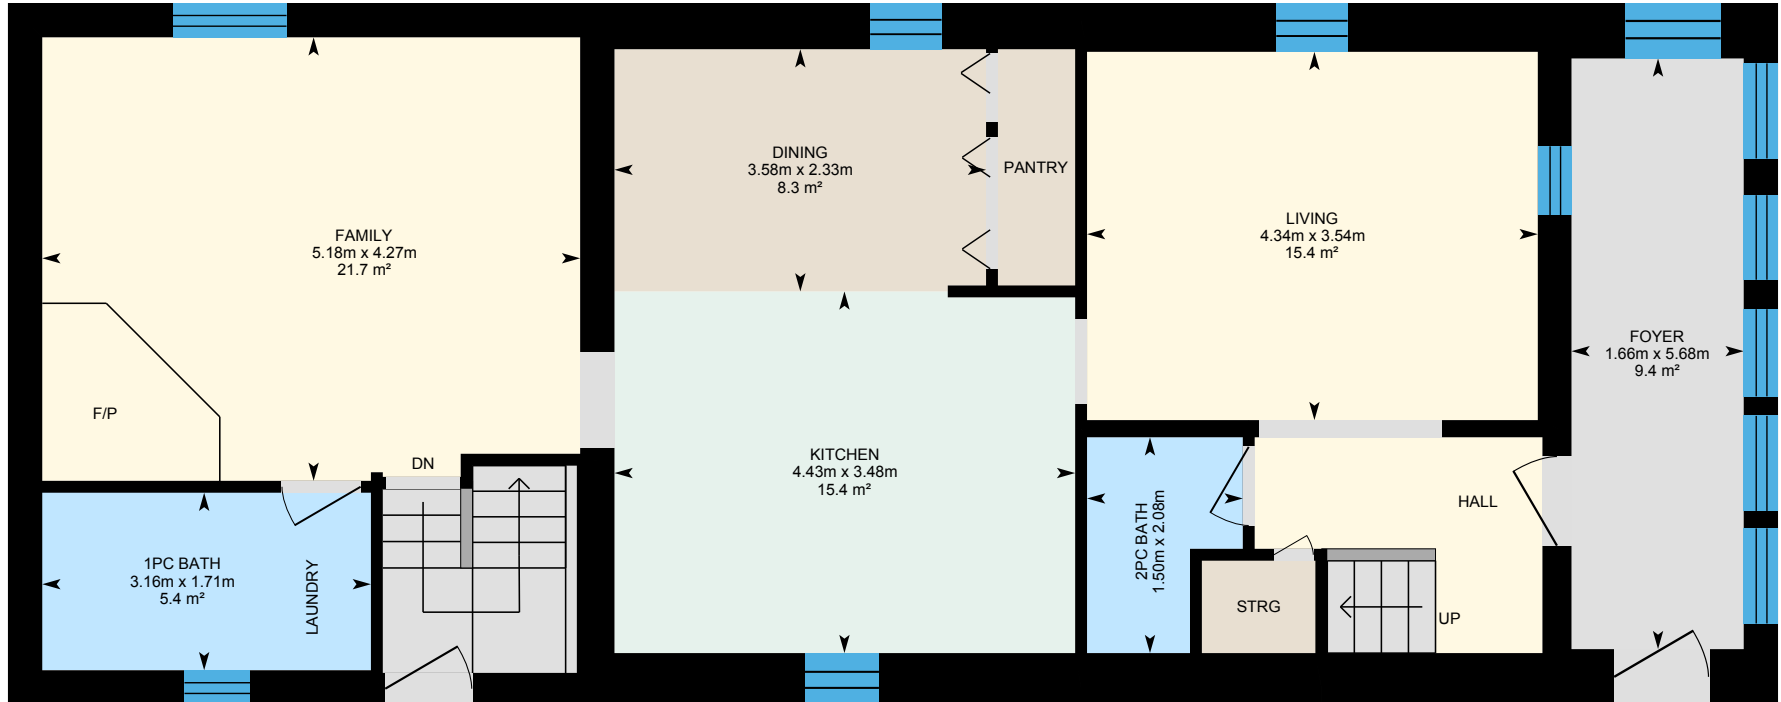 FAMILY
5.18m x 4.27m
21.7 m²
F/P
DN
1PC BATH
3.16m x 1.71m
5.4 m²
LAUNDRY
DINING
3.58m x 2.33m
8.3 m²
PANTRY
KITCHEN
4.43m x 3.48m
15.4 m²
LIVING
4.34m x 3.54m
15.4 m²
2PC BATH
1.50m x 2.08m
HALL
STRG
UP
FOYER
1.66m x 5.68m
9.4 m²